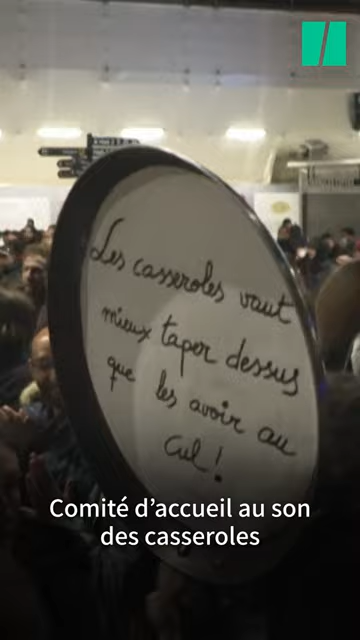 Les casseroles vaut
mieux taper dessus
que les avoir au
cul !
Comité d'accueil au son
des casseroles